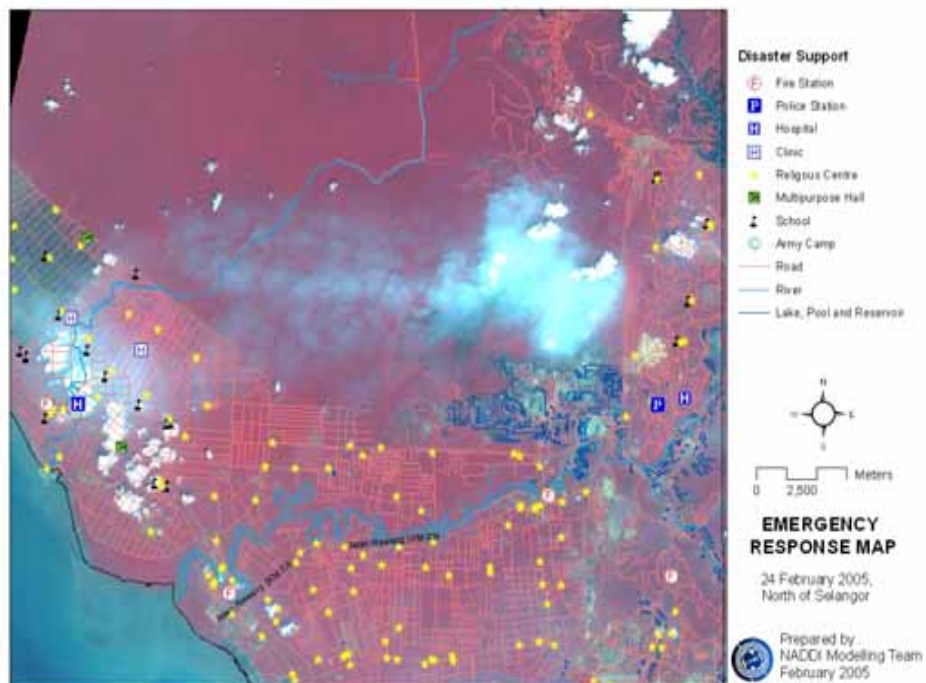 Disaster Support
F Fire Station
P Police Station
H Hospital
H Clinic
Religous Centre
Multipurpose Hall
School
Army Camp
Road
River
Lake, Pool and Reservoir
N
W E
S
Meters
0 2,500
EMERGENCY
RESPONSE MAP
24 February 2005,
North of Selangor
Prepared by
NADDI Modelling Team
February 2005
H
H
F
H
P H
F
F
F